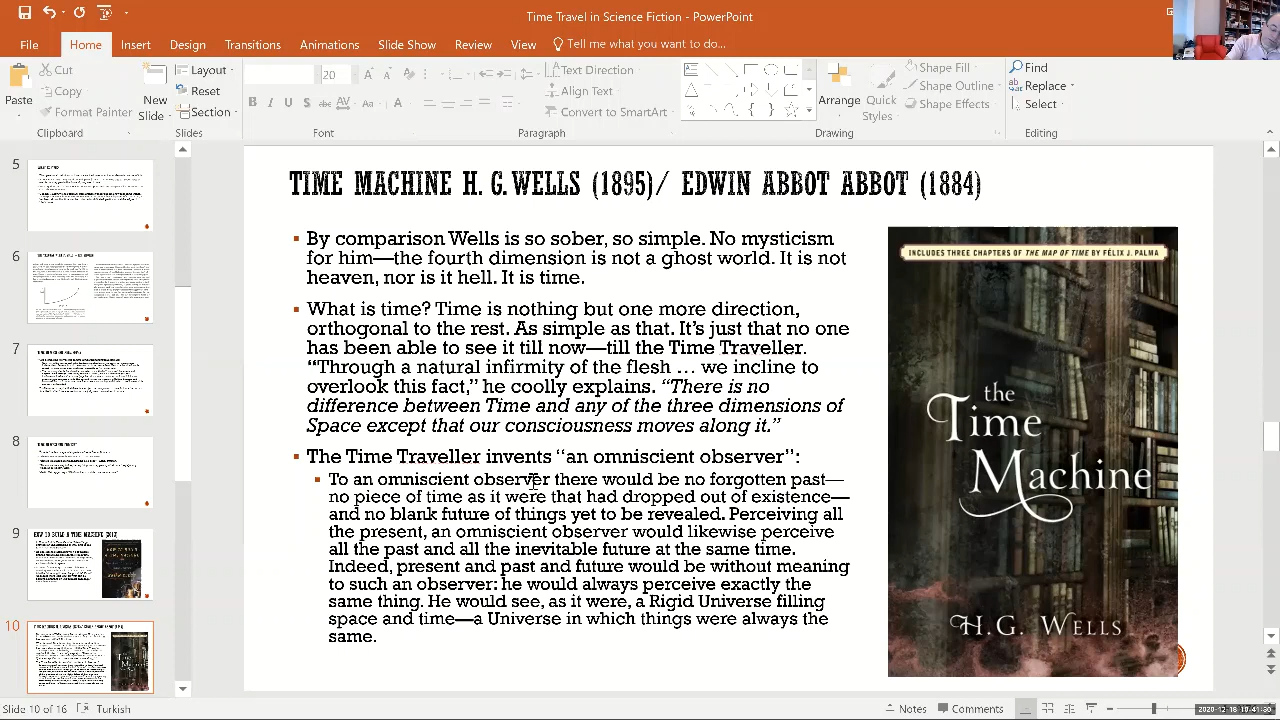 Time Travel in Science Fiction - PowerPoint
File Home Insert Design Transitions Animations Slide Show Review View Tell me what you want to do...
Paste
Cut
Copy
Format Painter
Clipboard
New
Slide
Layout
Reset
Section
Slides
20
B I U S abc AV Aa A
Font
Text Direction
Align Text
Convert to SmartArt
Paragraph
Arrange
Quick
Styles
Shape Fill
Shape Outline
Shape Effects
Drawing
Find
Replace
Select
Editing
5
6
7
8
9
10
TIME MACHINE H. G. WELLS (1895)/ EDWIN ABBOT ABBOT (1884)
By comparison Wells is so sober, so simple. No mysticism
for him—the fourth dimension is not a ghost world. It is not
heaven, nor is it hell. It is time.
What is time? Time is nothing but one more direction,
orthogonal to the rest. As simple as that. It’s just that no one
has been able to see it till now—till the Time Traveller.
“Through a natural infirmity of the flesh … we incline to
overlook this fact,” he coolly explains. “There is no
difference between Time and any of the three dimensions of
Space except that our consciousness moves along it.”
The Time Traveller invents “an omniscient observer”:
To an omniscient observer there would be no forgotten past—
no piece of time as it were that had dropped out of existence—
and no blank future of things yet to be revealed. Perceiving all
the present, an omniscient observer would likewise perceive
all the past and all the inevitable future at the same time.
Indeed, present and past and future would be without meaning
to such an observer: he would always perceive exactly the
same thing. He would see, as it were, a Rigid Universe filling
space and time—a Universe in which things were always the
same.
INCLUDES THREE CHAPTERS OF THE MAP OF TIME BY FÉLIX J. PALMA
the
Time
Machine
H.G. WELLS
Slide 10 of 16 Turkish
Notes Comments